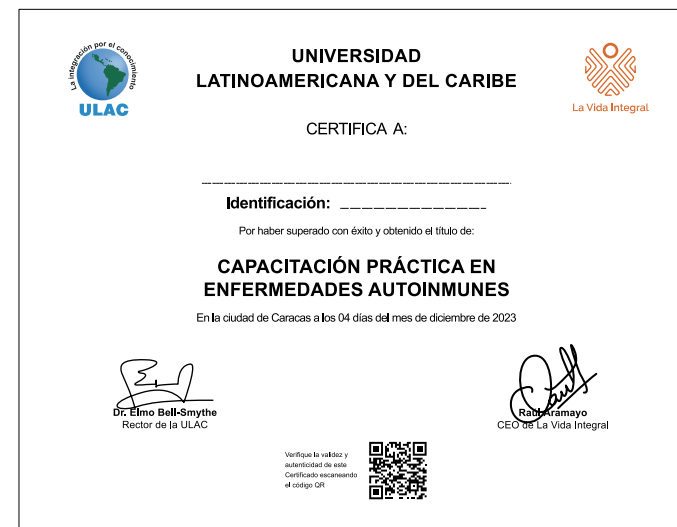 La integración por el conocimiento
ULAC
UNIVERSIDAD
LATINOAMERICANA Y DEL CARIBE
La Vida Integral
CERTIFICA A:
Identificación:
Por haber superado con éxito y obtenido el título de:
CAPACITACIÓN PRÁCTICA EN
ENFERMEDADES AUTOINMUNES
En la ciudad de Caracas a los 04 días del mes de diciembre de 2023
Dr. Elmo Bell-Smythe
Rector de la ULAC
Raúl Aramayo
CEO de La Vida Integral
Verifique la validez y
autenticidad de este
Certificado escaneando
el código QR